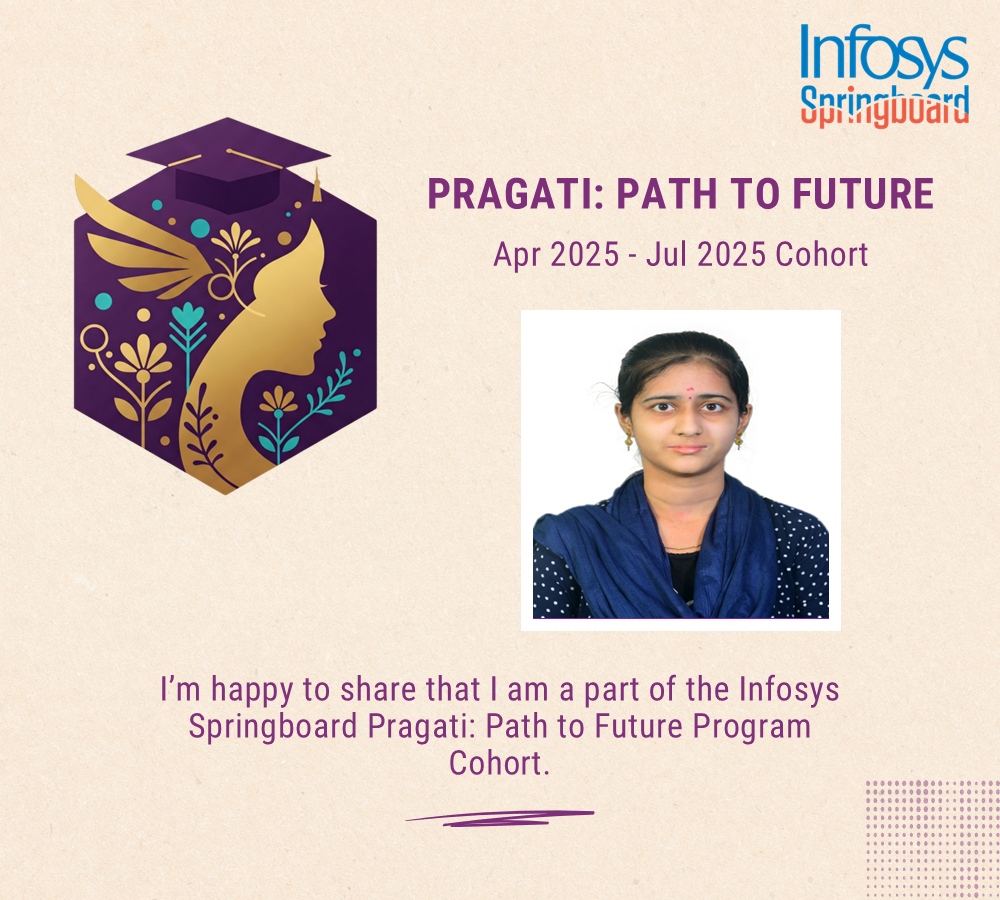 Infosys
Springboard
PRAGATI: PATH TO FUTURE
Apr 2025 - Jul 2025 Cohort
I’m happy to share that I am a part of the Infosys
Springboard Pragati: Path to Future Program
Cohort.